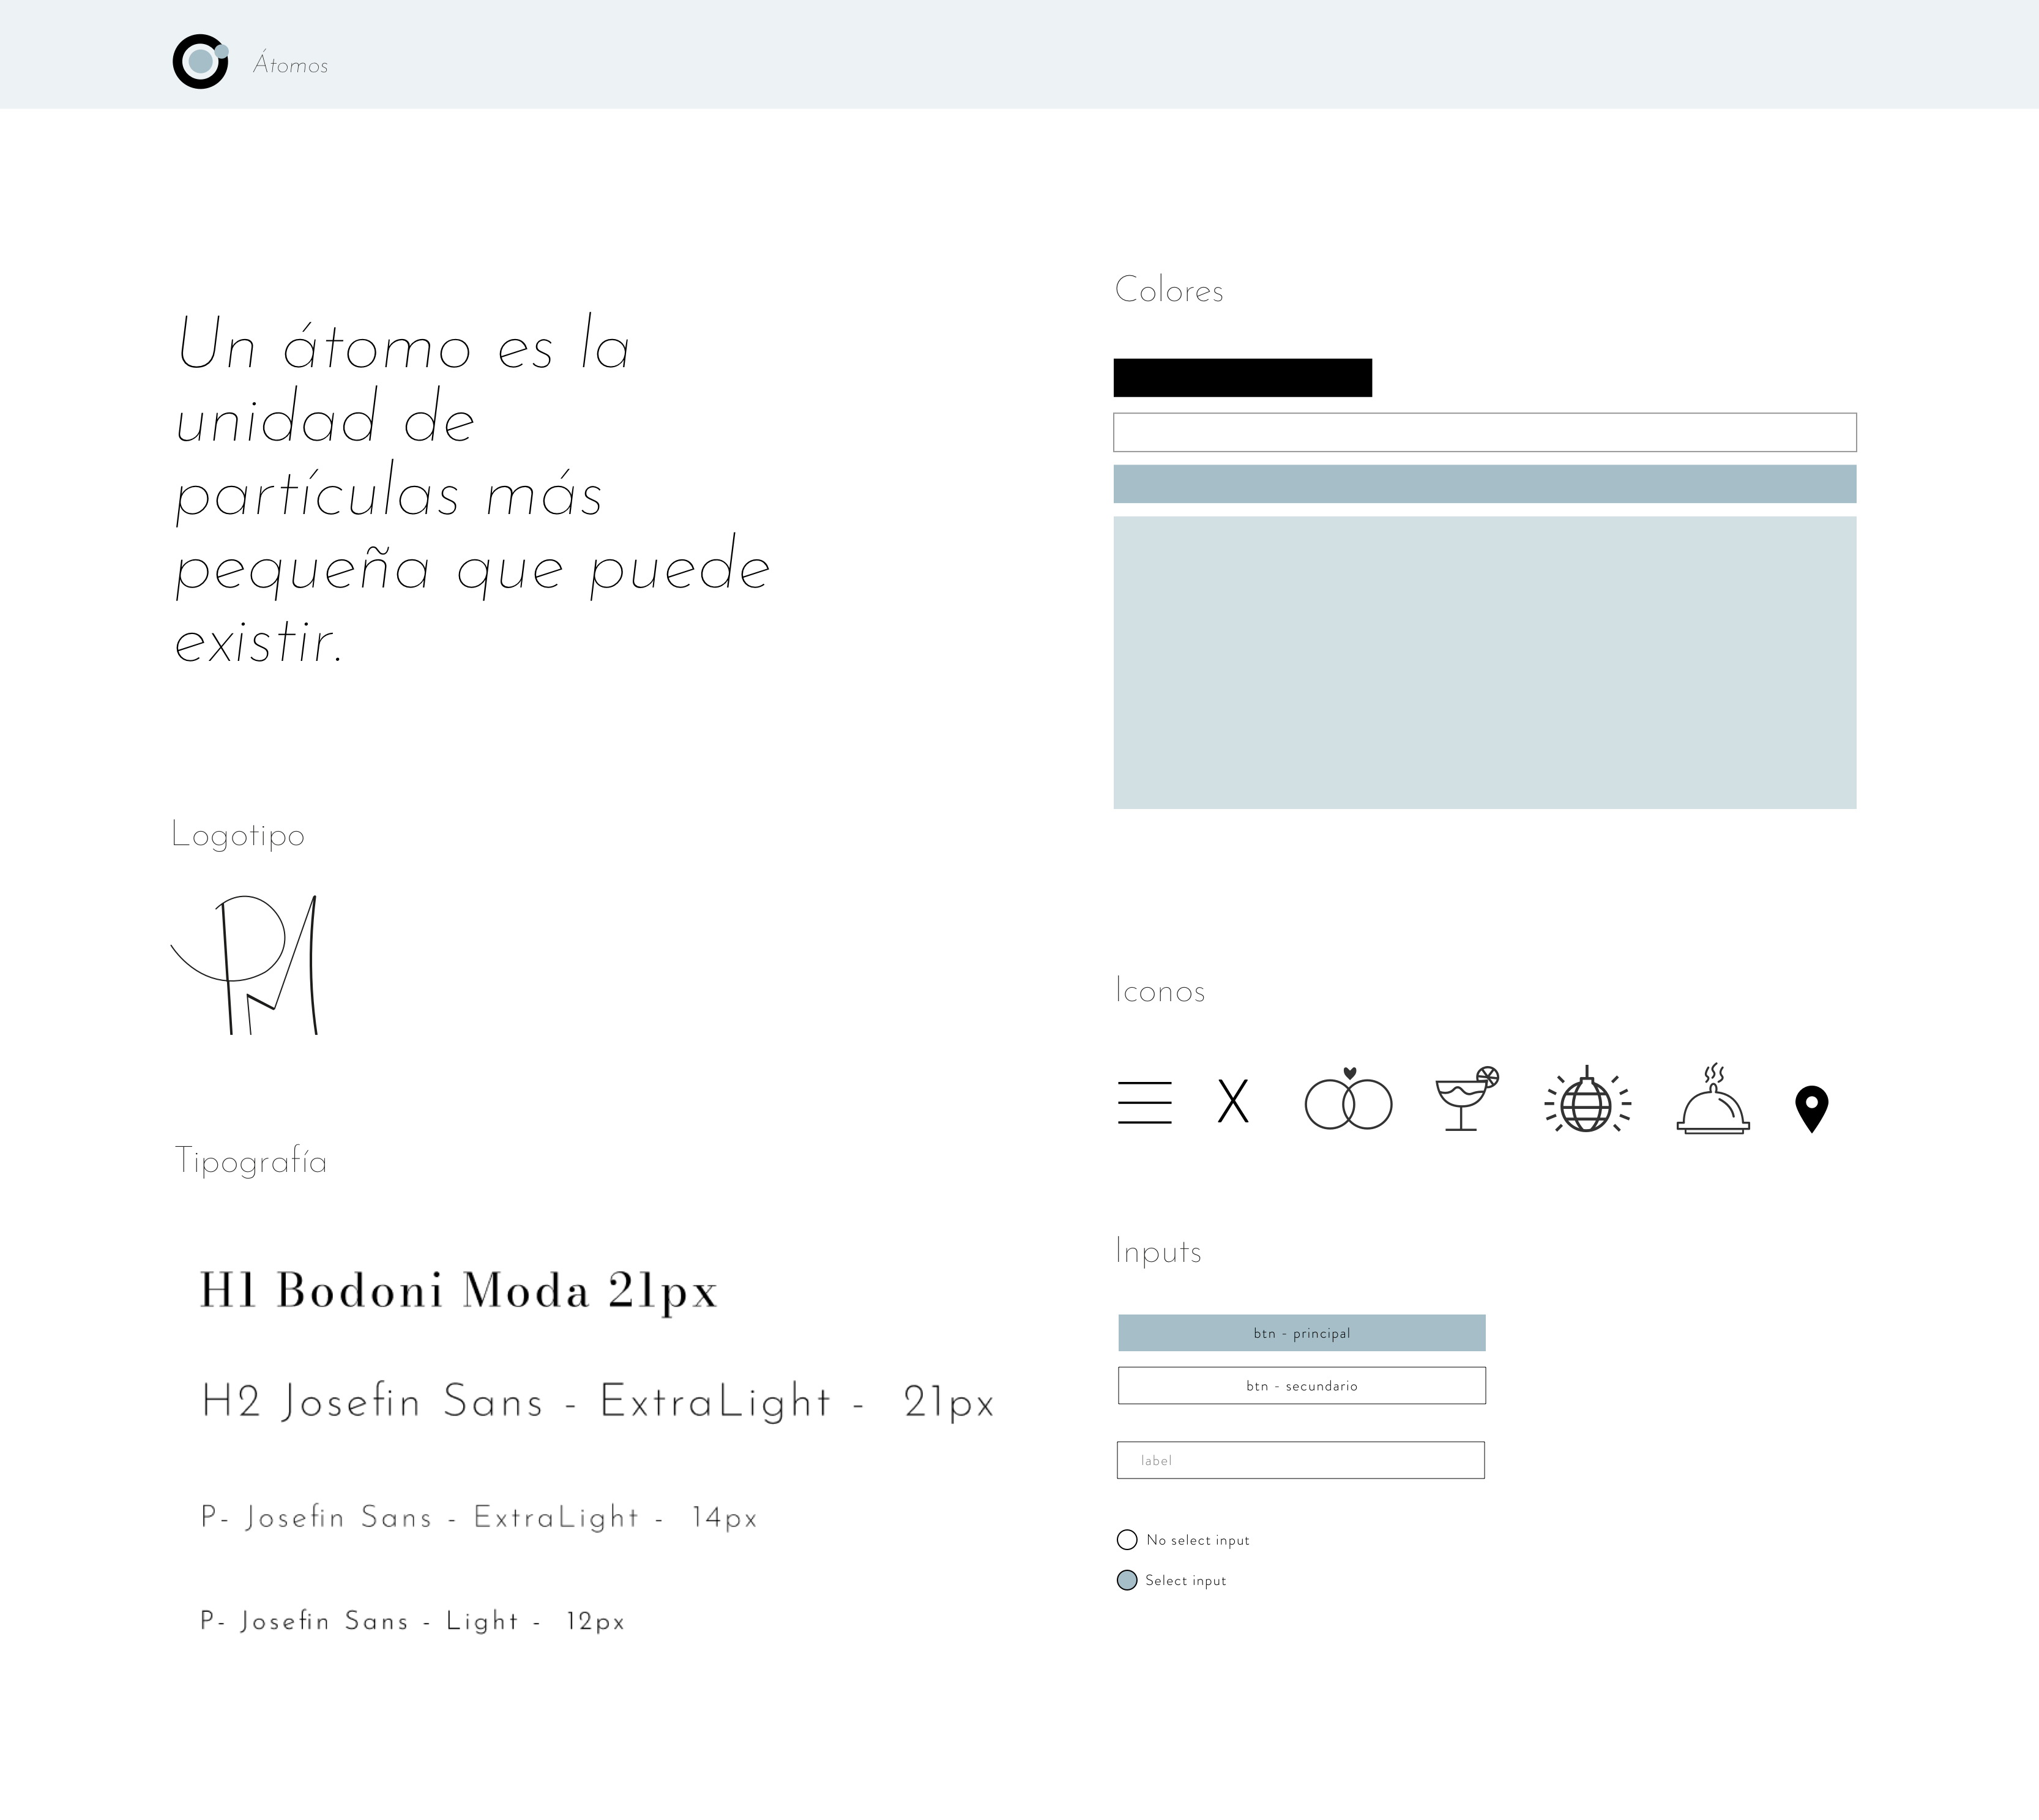 Átomos
Un átomo es la
unidad de
partículas más
pequeña que puede
existir.
Logotipo
PM
Tipografía
H1 Bodoni Moda 21px
H2 Josefin Sans - ExtraLight - 21px
P- Josefin Sans - ExtraLight - 14px
P- Josefin Sans - Light - 12px
Colores
Iconos
X
Inputs
btn - principal
btn - secundario
label
No select input
Select input